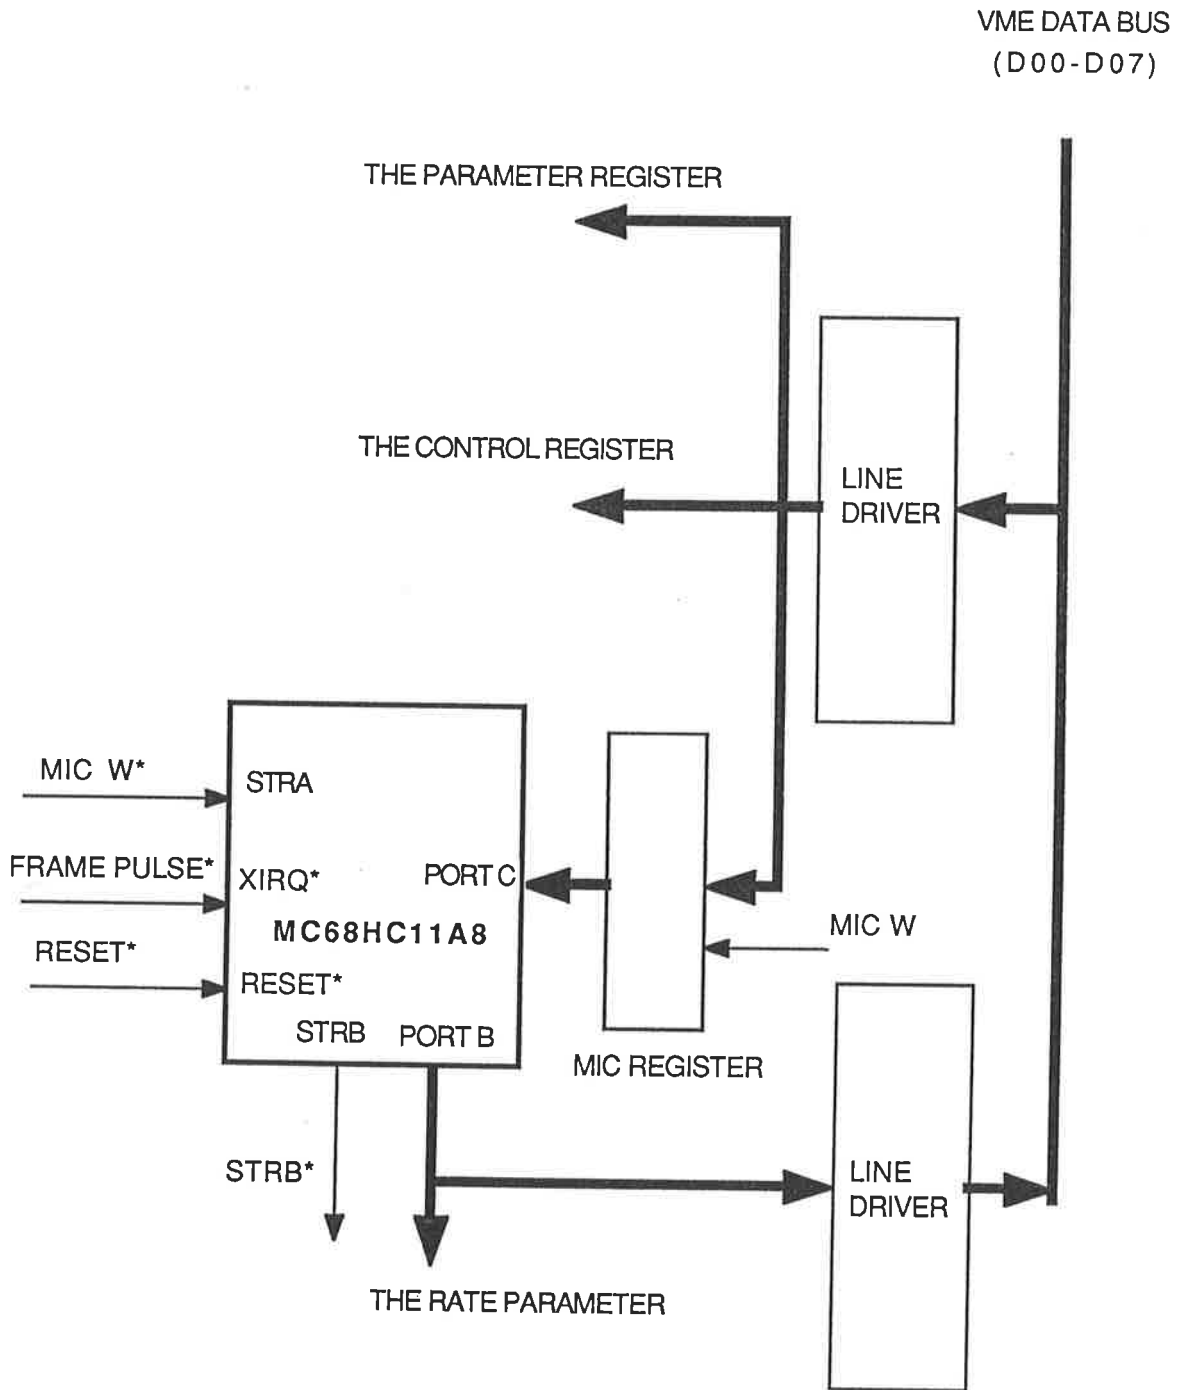 VME DATA BUS
(D00-D07)
THE PARAMETER REGISTER
THE CONTROL REGISTER
LINE
DRIVER
MIC W*
STRA
FRAME PULSE*
XIRQ*
PORT C
MC68HC11A8
MIC W
RESET*
RESET*
STRB
PORT B
MIC REGISTER
STRB*
LINE
DRIVER
THE RATE PARAMETER